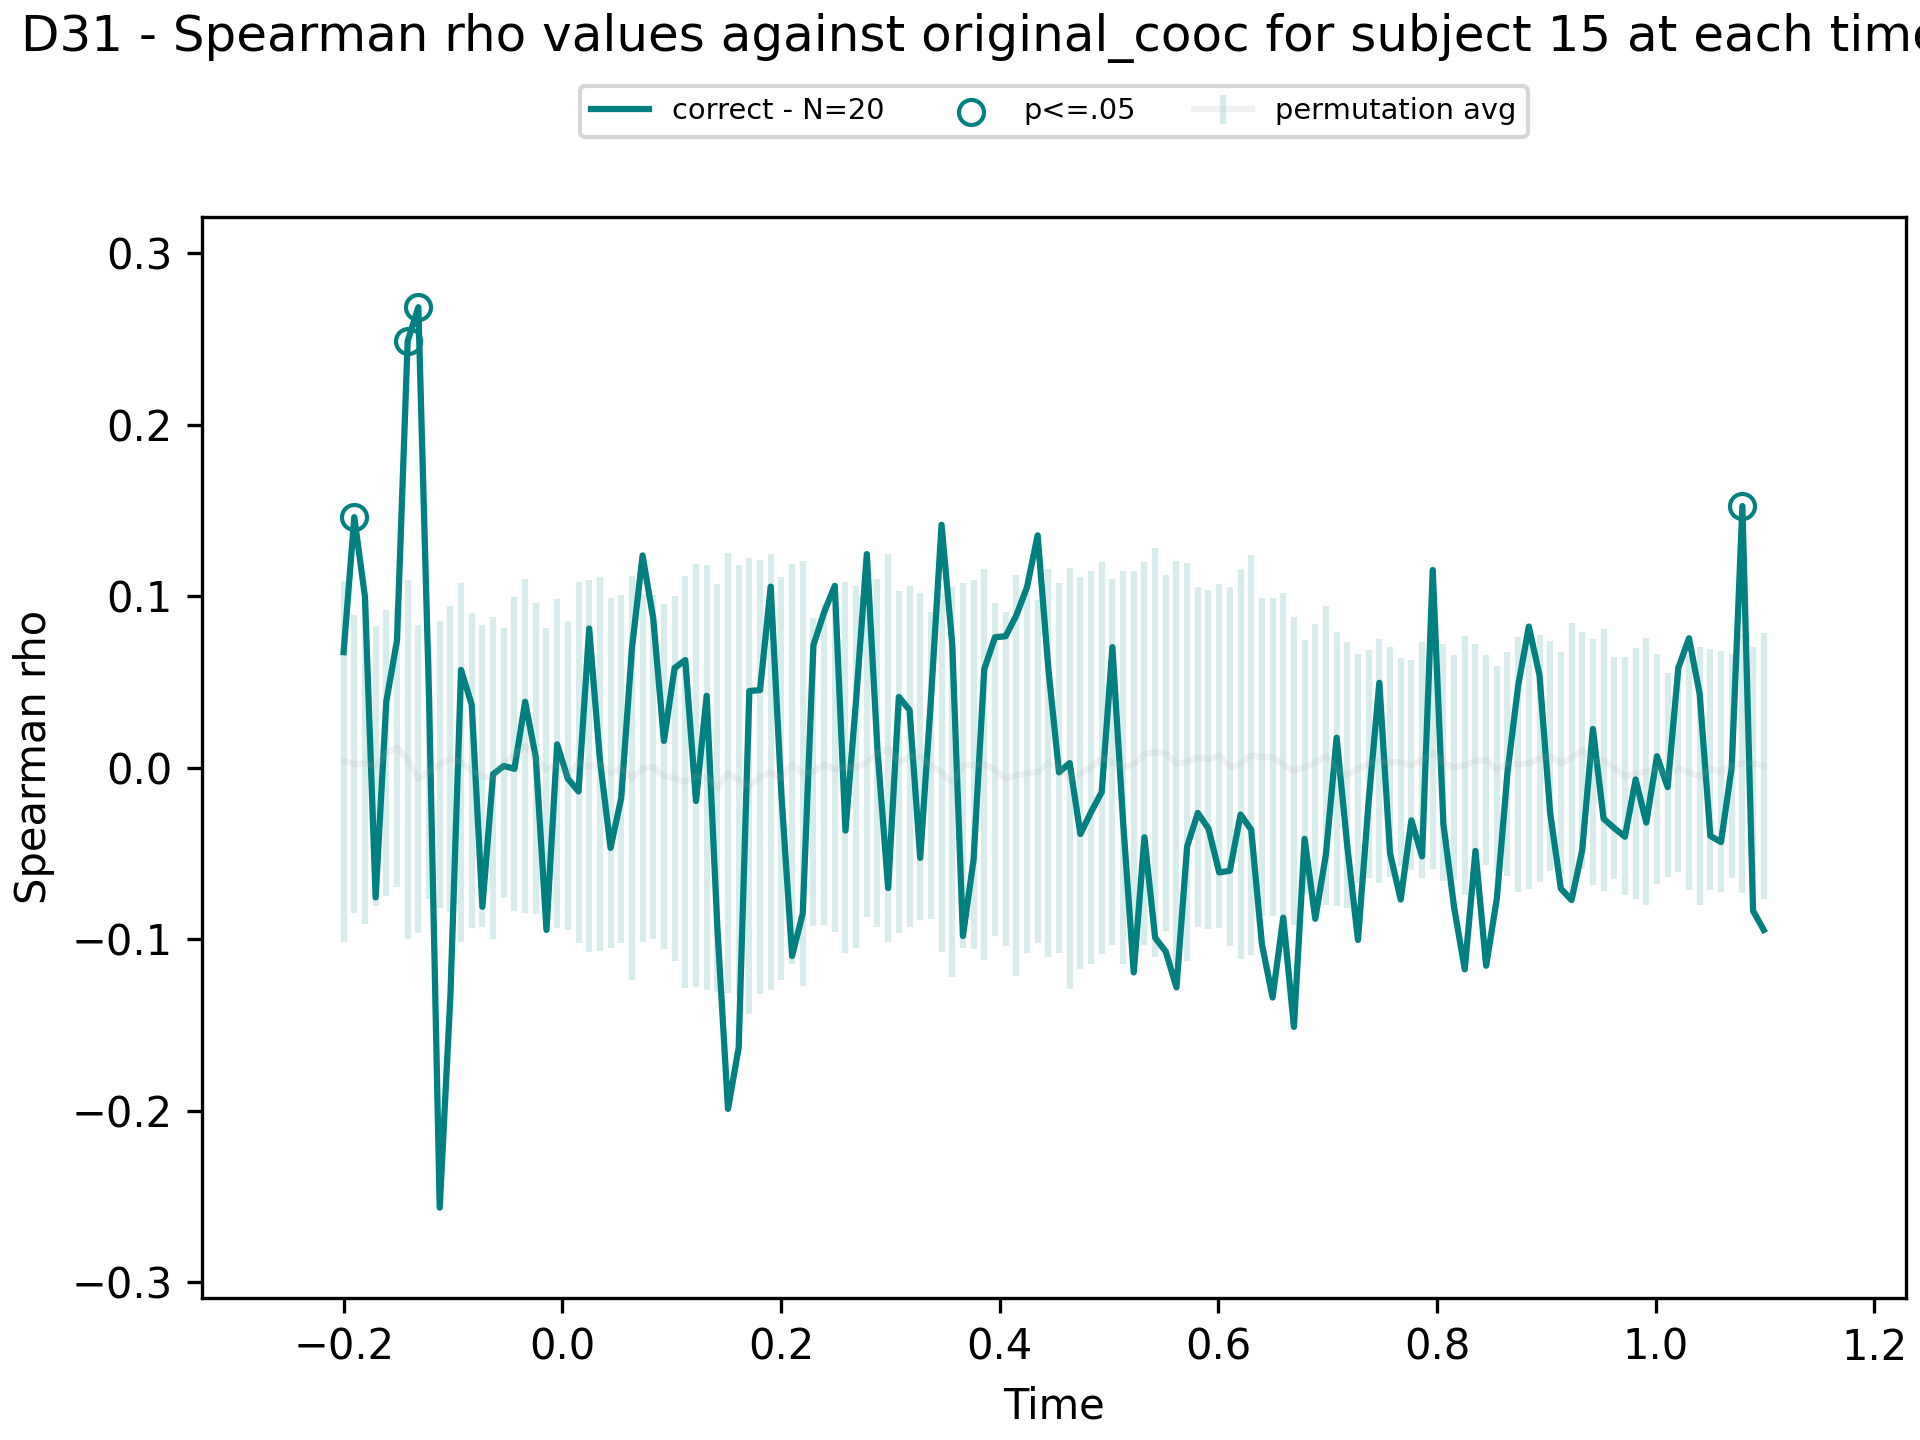 D31 - Spearman rho values against original_cooc for subject 15 at each time
correct - N=20 p<=.05 permutation avg
0.3
0.2
0.1
0.0
−0.1
−0.2
−0.3
Spearman rho
−0.2 0.0 0.2 0.4 0.6 0.8 1.0 1.2
Time